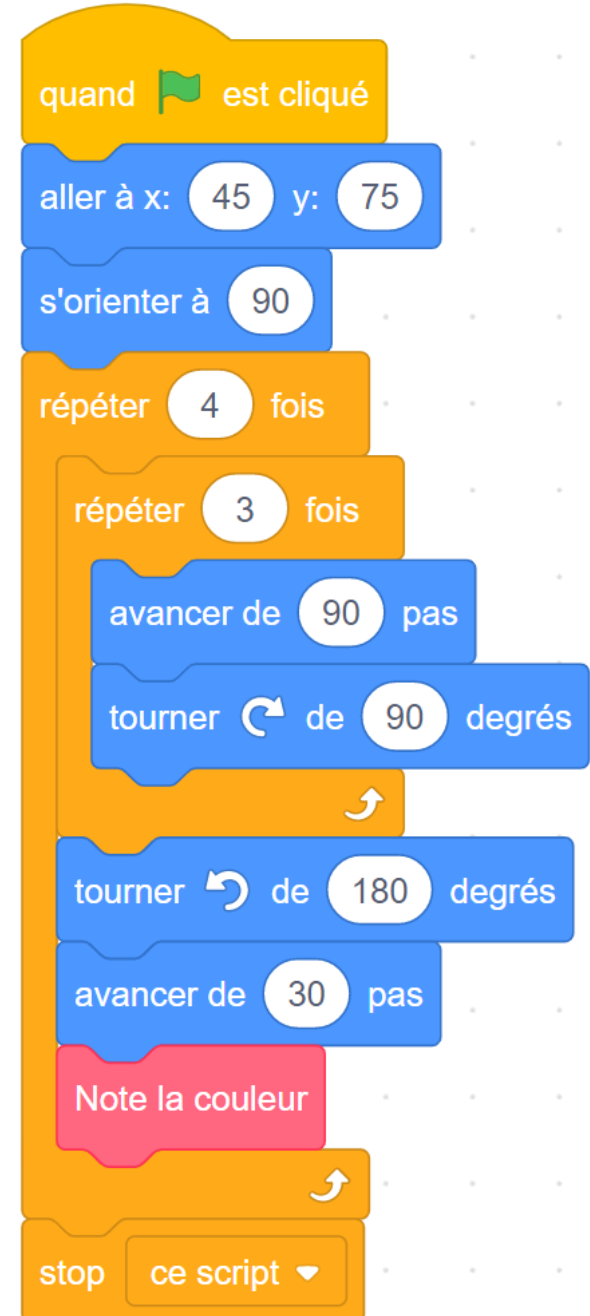 quand est cliqué
aller à x: 45 y: 75
s'orienter à 90
répéter 4 fois
répéter 3 fois
avancer de 90 pas
tourner de 90 degrés
tourner de 180 degrés
avancer de 30 pas
Note la couleur
stop ce script